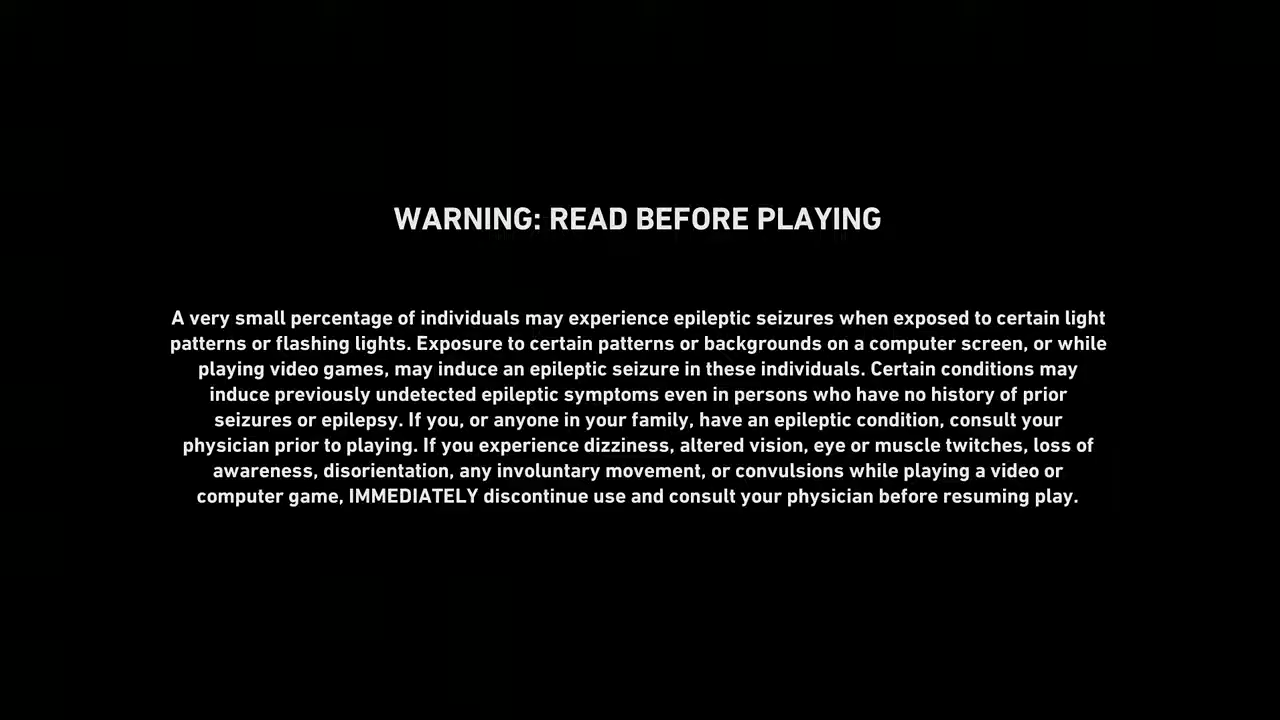 WARNING: READ BEFORE PLAYING
A very small percentage of individuals may experience epileptic seizures when exposed to certain light
patterns or flashing lights. Exposure to certain patterns or backgrounds on a computer screen, or while
playing video games, may induce an epileptic seizure in these individuals. Certain conditions may
induce previously undetected epileptic symptoms even in persons who have no history of prior
seizures or epilepsy. If you, or anyone in your family, have an epileptic condition, consult your
physician prior to playing. If you experience dizziness, altered vision, eye or muscle twitches, loss of
awareness, disorientation, any involuntary movement, or convulsions while playing a video or
computer game, IMMEDIATELY discontinue use and consult your physician before resuming play.